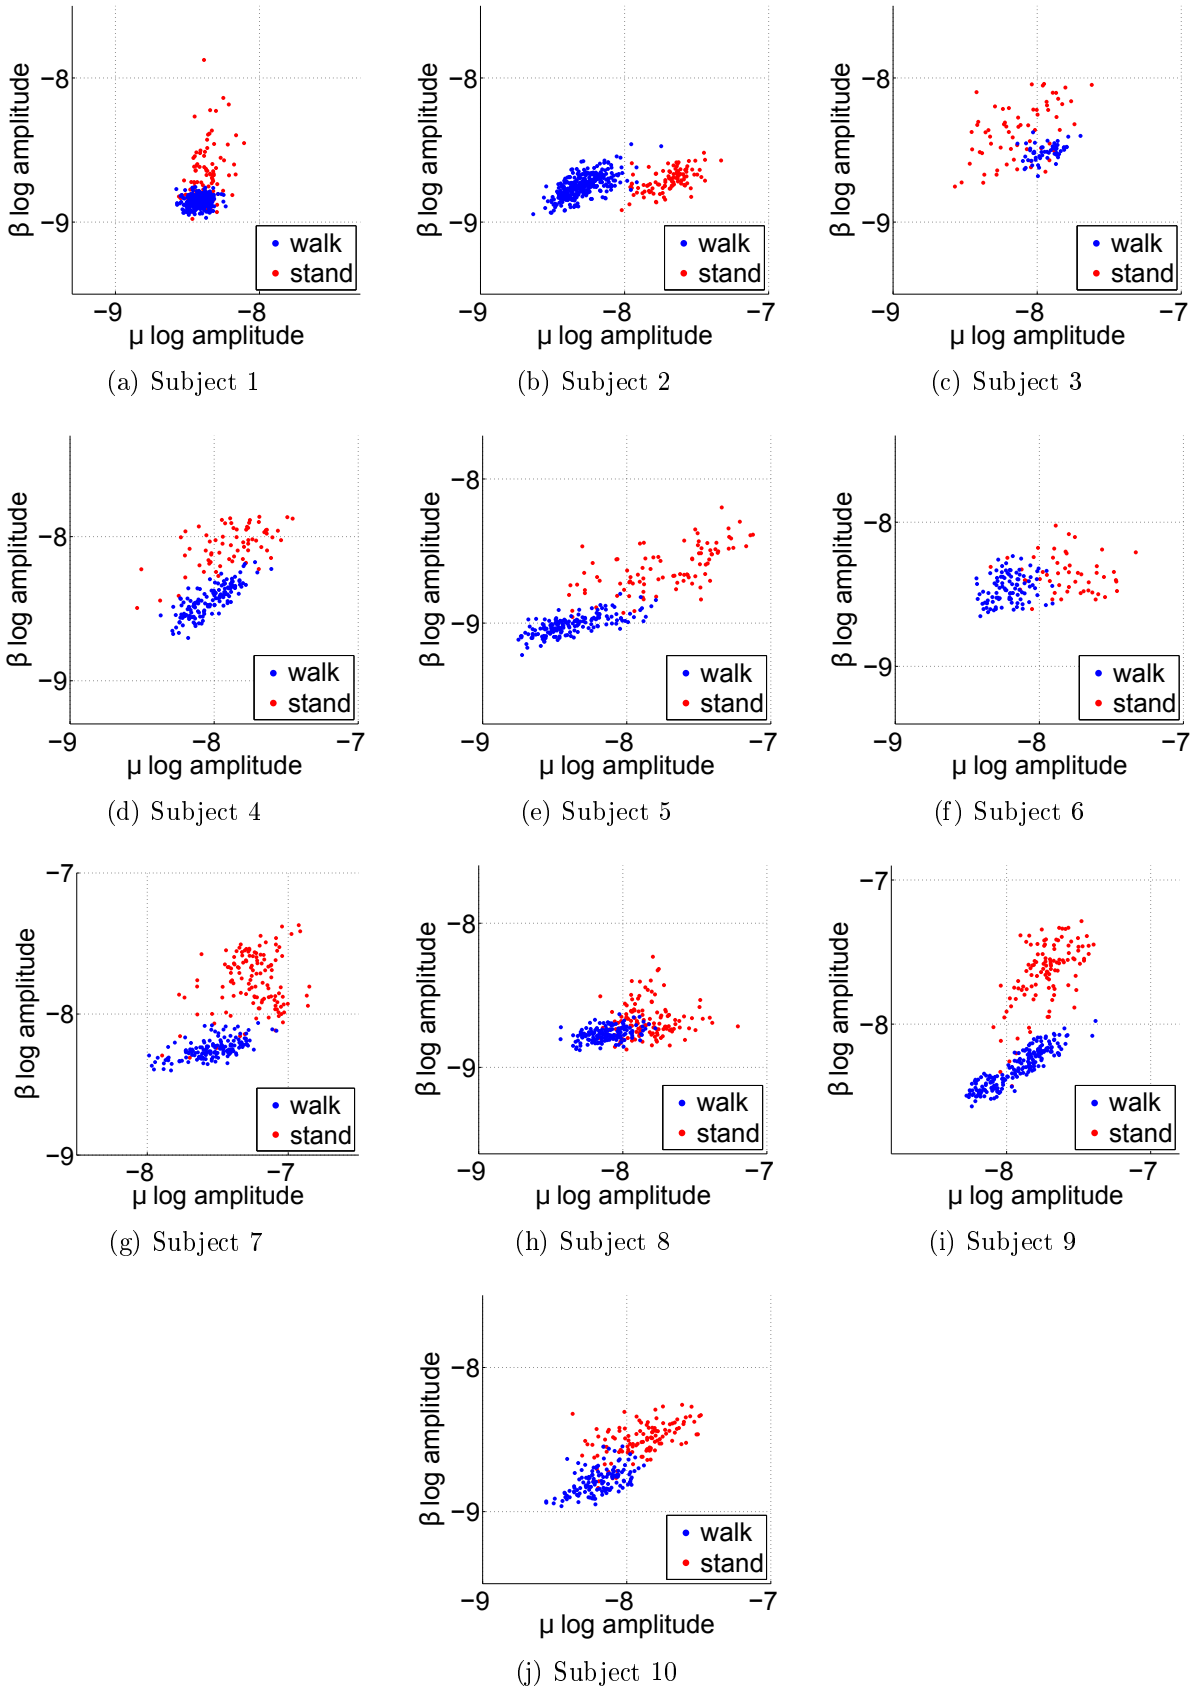 β log amplitude
−8
−9
walk
stand
−9 −8
μ log amplitude
(a) Subject 1
β log amplitude
−8
−9
walk
stand
−9 −8 −7
μ log amplitude
(b) Subject 2
β log amplitude
−8
−9
walk
stand
−9 −8 −7
μ log amplitude
(c) Subject 3
β log amplitude
−8
−9
walk
stand
−9 −8 −7
μ log amplitude
(d) Subject 4
β log amplitude
−8
−9
walk
stand
−9 −8 −7
μ log amplitude
(e) Subject 5
β log amplitude
−8
−9
walk
stand
−9 −8 −7
μ log amplitude
(f) Subject 6
β log amplitude
−7
−8
−9
walk
stand
−8 −7
μ log amplitude
(g) Subject 7
β log amplitude
−8
−9
walk
stand
−9 −8 −7
μ log amplitude
(h) Subject 8
β log amplitude
−7
−8
walk
stand
−8 −7
μ log amplitude
(i) Subject 9
β log amplitude
−8
−9
walk
stand
−9 −8 −7
μ log amplitude
(j) Subject 10